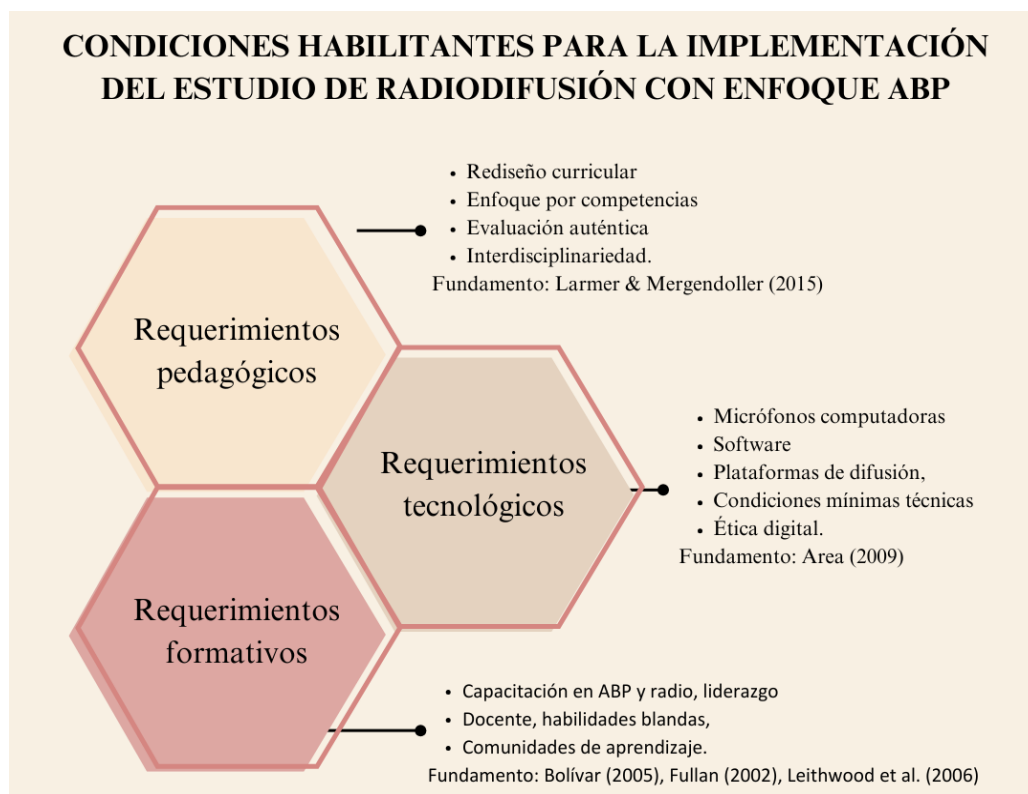 CONDICIONES HABILITANTES PARA LA IMPLEMENTACIÓN
DEL ESTUDIO DE RADIODIFUSIÓN CON ENFOQUE ABP
• Rediseño curricular
• Enfoque por competencias
• Evaluación auténtica
• Interdisciplinariedad.
Fundamento: Larmer & Mergendoller (2015)
Requerimientos
pedagógicos
• Micrófonos computadoras
• Software
• Plataformas de difusión,
• Condiciones mínimas técnicas
• Ética digital.
Fundamento: Area (2009)
Requerimientos
tecnológicos
Requerimientos
formativos
• Capacitación en ABP y radio, liderazgo
• Docente, habilidades blandas,
• Comunidades de aprendizaje.
Fundamento: Bolívar (2005), Fullan (2002), Leithwood et al. (2006)